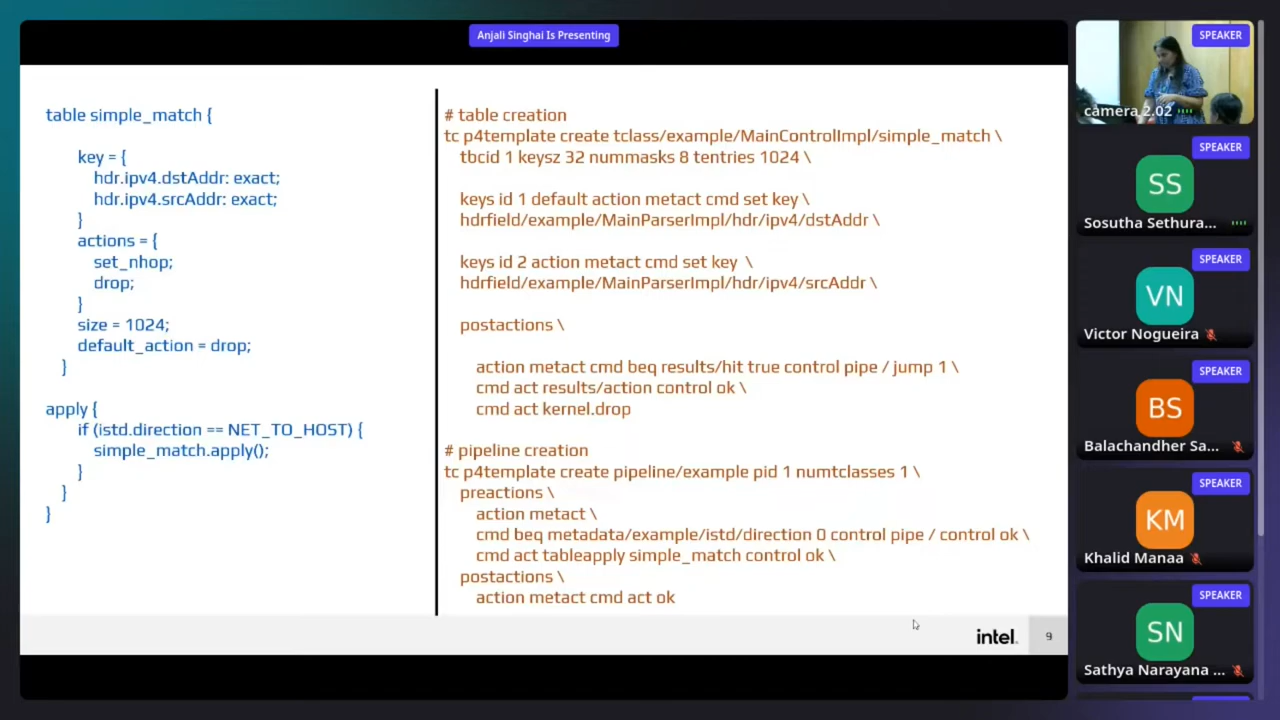 Anjali Singhai Is Presenting
table simple_match {
key = {
hdr.ipv4.dstAddr: exact;
hdr.ipv4.srcAddr: exact;
}
actions = {
set_nhop;
drop;
}
size = 1024;
default_action = drop;
}
apply {
if (istd.direction == NET_TO_HOST) {
simple_match.apply();
}
}
}
# table creation
tc p4template create tclass/example/MainControlImpl/simple_match \
tbcid 1 keysz 32 nummasks 8 tentries 1024 \
keys id 1 default action metact cmd set key \
hdrfield/example/MainParserImpl/hdr/ipv4/dstAddr \
keys id 2 action metact cmd set key \
hdrfield/example/MainParserImpl/hdr/ipv4/srcAddr \
postactions \
action metact cmd beq results/hit true control pipe / jump 1 \
cmd act results/action control ok \
cmd act kernel.drop
# pipeline creation
tc p4template create pipeline/example pid 1 numtclasses 1 \
preactions \
action metact \
cmd beq metadata/example/istd/direction 0 control pipe / control ok \
cmd act tableapply simple_match control ok \
postactions \
action metact cmd act ok
intel.
9
SPEAKER
camera 2.02
SPEAKER
SS
Sosutha Sethura...
SPEAKER
VN
Victor Nogueira
SPEAKER
BS
Balachandher Sa...
SPEAKER
KM
Khalid Manaa
SPEAKER
SN
Sathya Narayana ...